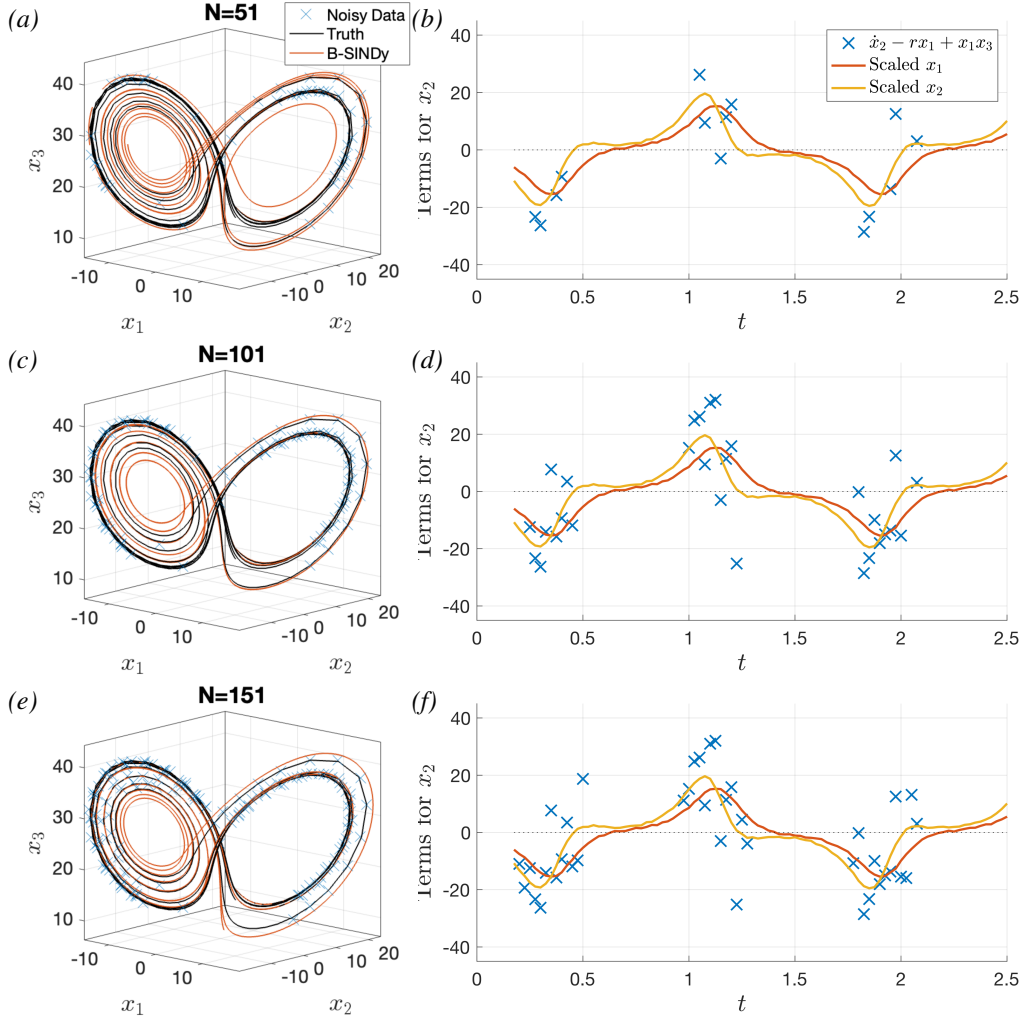 (a)
N=51
Noisy Data
Truth
B-SINDy
40
30
20
10
x₃
-10
0
10
x₁
-10
0
10
20
x₂
(b)
ẋ₂ − rx₁ + x₁x₃
Scaled x₁
Scaled x₂
40
20
0
-20
-40
Terms for x₂
0
0.5
1
1.5
2
2.5
t
(c)
N=101
40
30
20
10
x₃
-10
0
10
x₁
-10
0
10
20
x₂
(d)
40
20
0
-20
-40
Terms for x₂
0
0.5
1
1.5
2
2.5
t
(e)
N=151
40
30
20
10
x₃
-10
0
10
x₁
-10
0
10
20
x₂
(f)
40
20
0
-20
-40
Terms for x₂
0
0.5
1
1.5
2
2.5
t